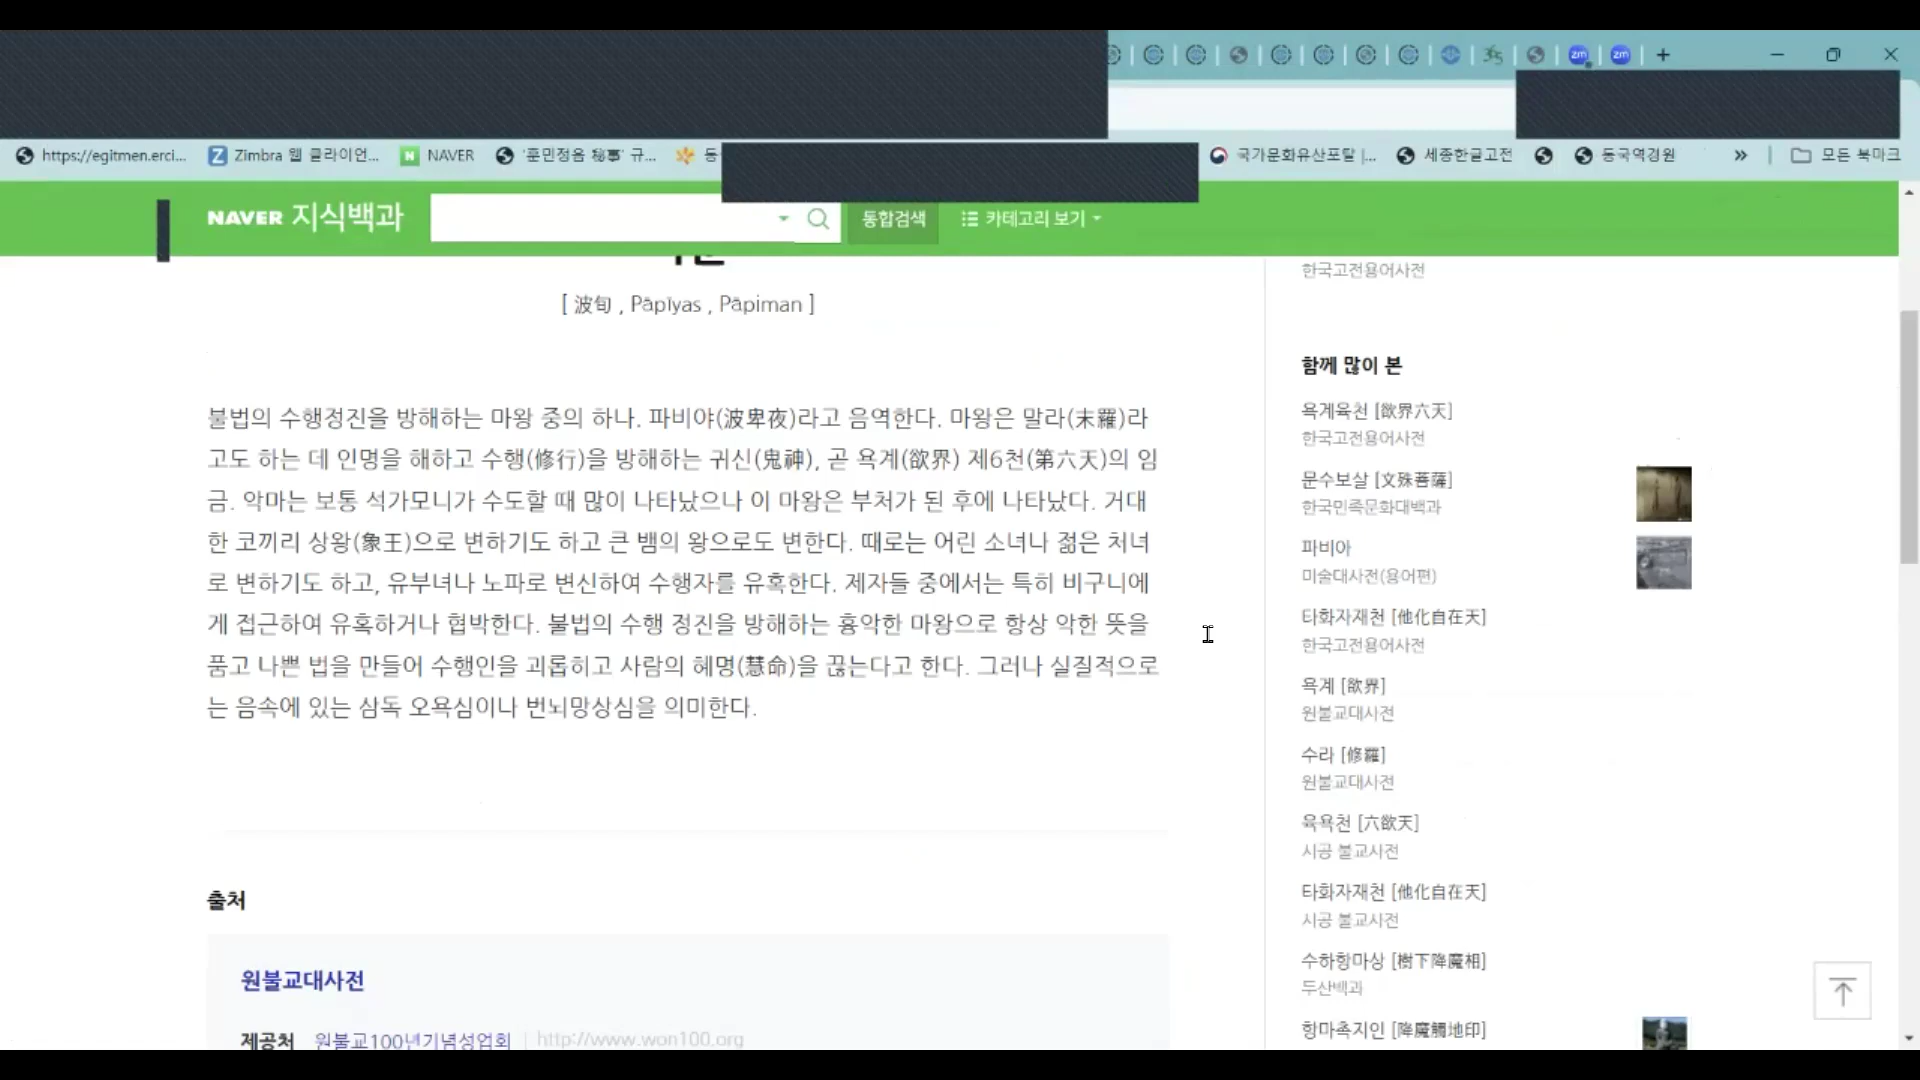 https://egitmen.erci...
Zimbra 웹 클라이언...
NAVER
'훈민정음 秘事' 규...
동
국가문화유산포탈 |...
세종한글고전
동국역경원
모든 북마크
NAVER 지식백과
통합검색
카테고리 보기
[ 波旬 , Pāpīyas , Pāpiman ]
불법의 수행정진을 방해하는 마왕 중의 하나. 파비야(波卑夜)라고 음역한다. 마왕은 말라(末羅)라
고도 하는 데 인명을 해하고 수행(修行)을 방해하는 귀신(鬼神), 곧 욕계(欲界) 제6천(第六天)의 임
금. 악마는 보통 석가모니가 수도할 때 많이 나타났으나 이 마왕은 부처가 된 후에 나타났다. 거대
한 코끼리 상왕(象王)으로 변하기도 하고 큰 뱀의 왕으로도 변한다. 때로는 어린 소녀나 젊은 처녀
로 변하기도 하고, 유부녀나 노파로 변신하여 수행자를 유혹한다. 제자들 중에서는 특히 비구니에
게 접근하여 유혹하거나 협박한다. 불법의 수행 정진을 방해하는 흉악한 마왕으로 항상 악한 뜻을
품고 나쁜 법을 만들어 수행인을 괴롭히고 사람의 혜명(慧命)을 끊는다고 한다. 그러나 실질적으로
는 음속에 있는 삼독 오욕심이나 번뇌망상심을 의미한다.
출처
원불교대사전
제공처 원불교100년기념성업회 http://www.won100.org
한국고전용어사전
함께 많이 본
욕계육천 [欲界六天]
한국고전용어사전
문수보살 [文殊菩薩]
한국민족문화대백과
파비아
미술대사전(용어편)
타화자재천 [他化自在天]
한국고전용어사전
욕계 [欲界]
원불교대사전
수라 [修羅]
원불교대사전
육욕천 [六欲天]
시공 불교사전
타화자재천 [他化自在天]
시공 불교사전
수하항마상 [樹下降魔相]
두산백과
항마촉지인 [降魔觸地印]